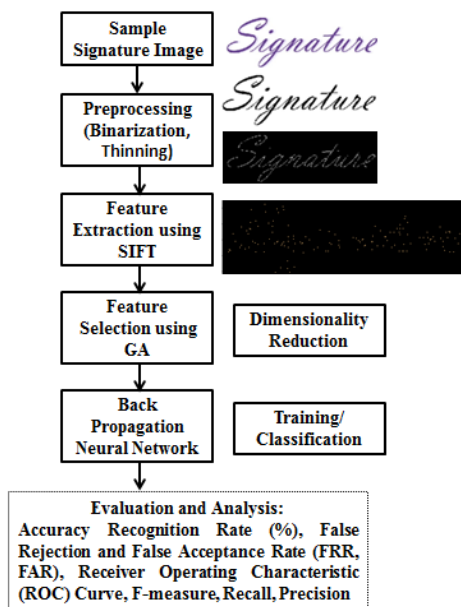 Sample
Signature Image
Signature
Signature
Preprocessing
(Binarization,
Thinning)
Signature
Feature
Extraction using
SIFT
Feature
Selection using
GA
Dimensionality
Reduction
Back
Propagation
Neural Network
Training/
Classification
Evaluation and Analysis:
Accuracy Recognition Rate (%), False
Rejection and False Acceptance Rate (FRR,
FAR), Receiver Operating Characteristic
(ROC) Curve, F-measure, Recall, Precision